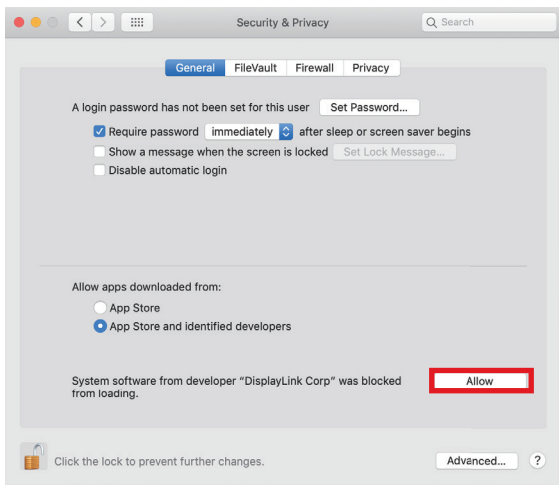 Security & Privacy
Search
General FileVault Firewall Privacy
A login password has not been set for this user Set Password...
Require password immediately after sleep or screen saver begins
Show a message when the screen is locked Set Lock Message...
Disable automatic login
Allow apps downloaded from:
App Store
App Store and identified developers
System software from developer “DisplayLink Corp” was blocked Allow
from loading.
Click the lock to prevent further changes. Advanced... ?